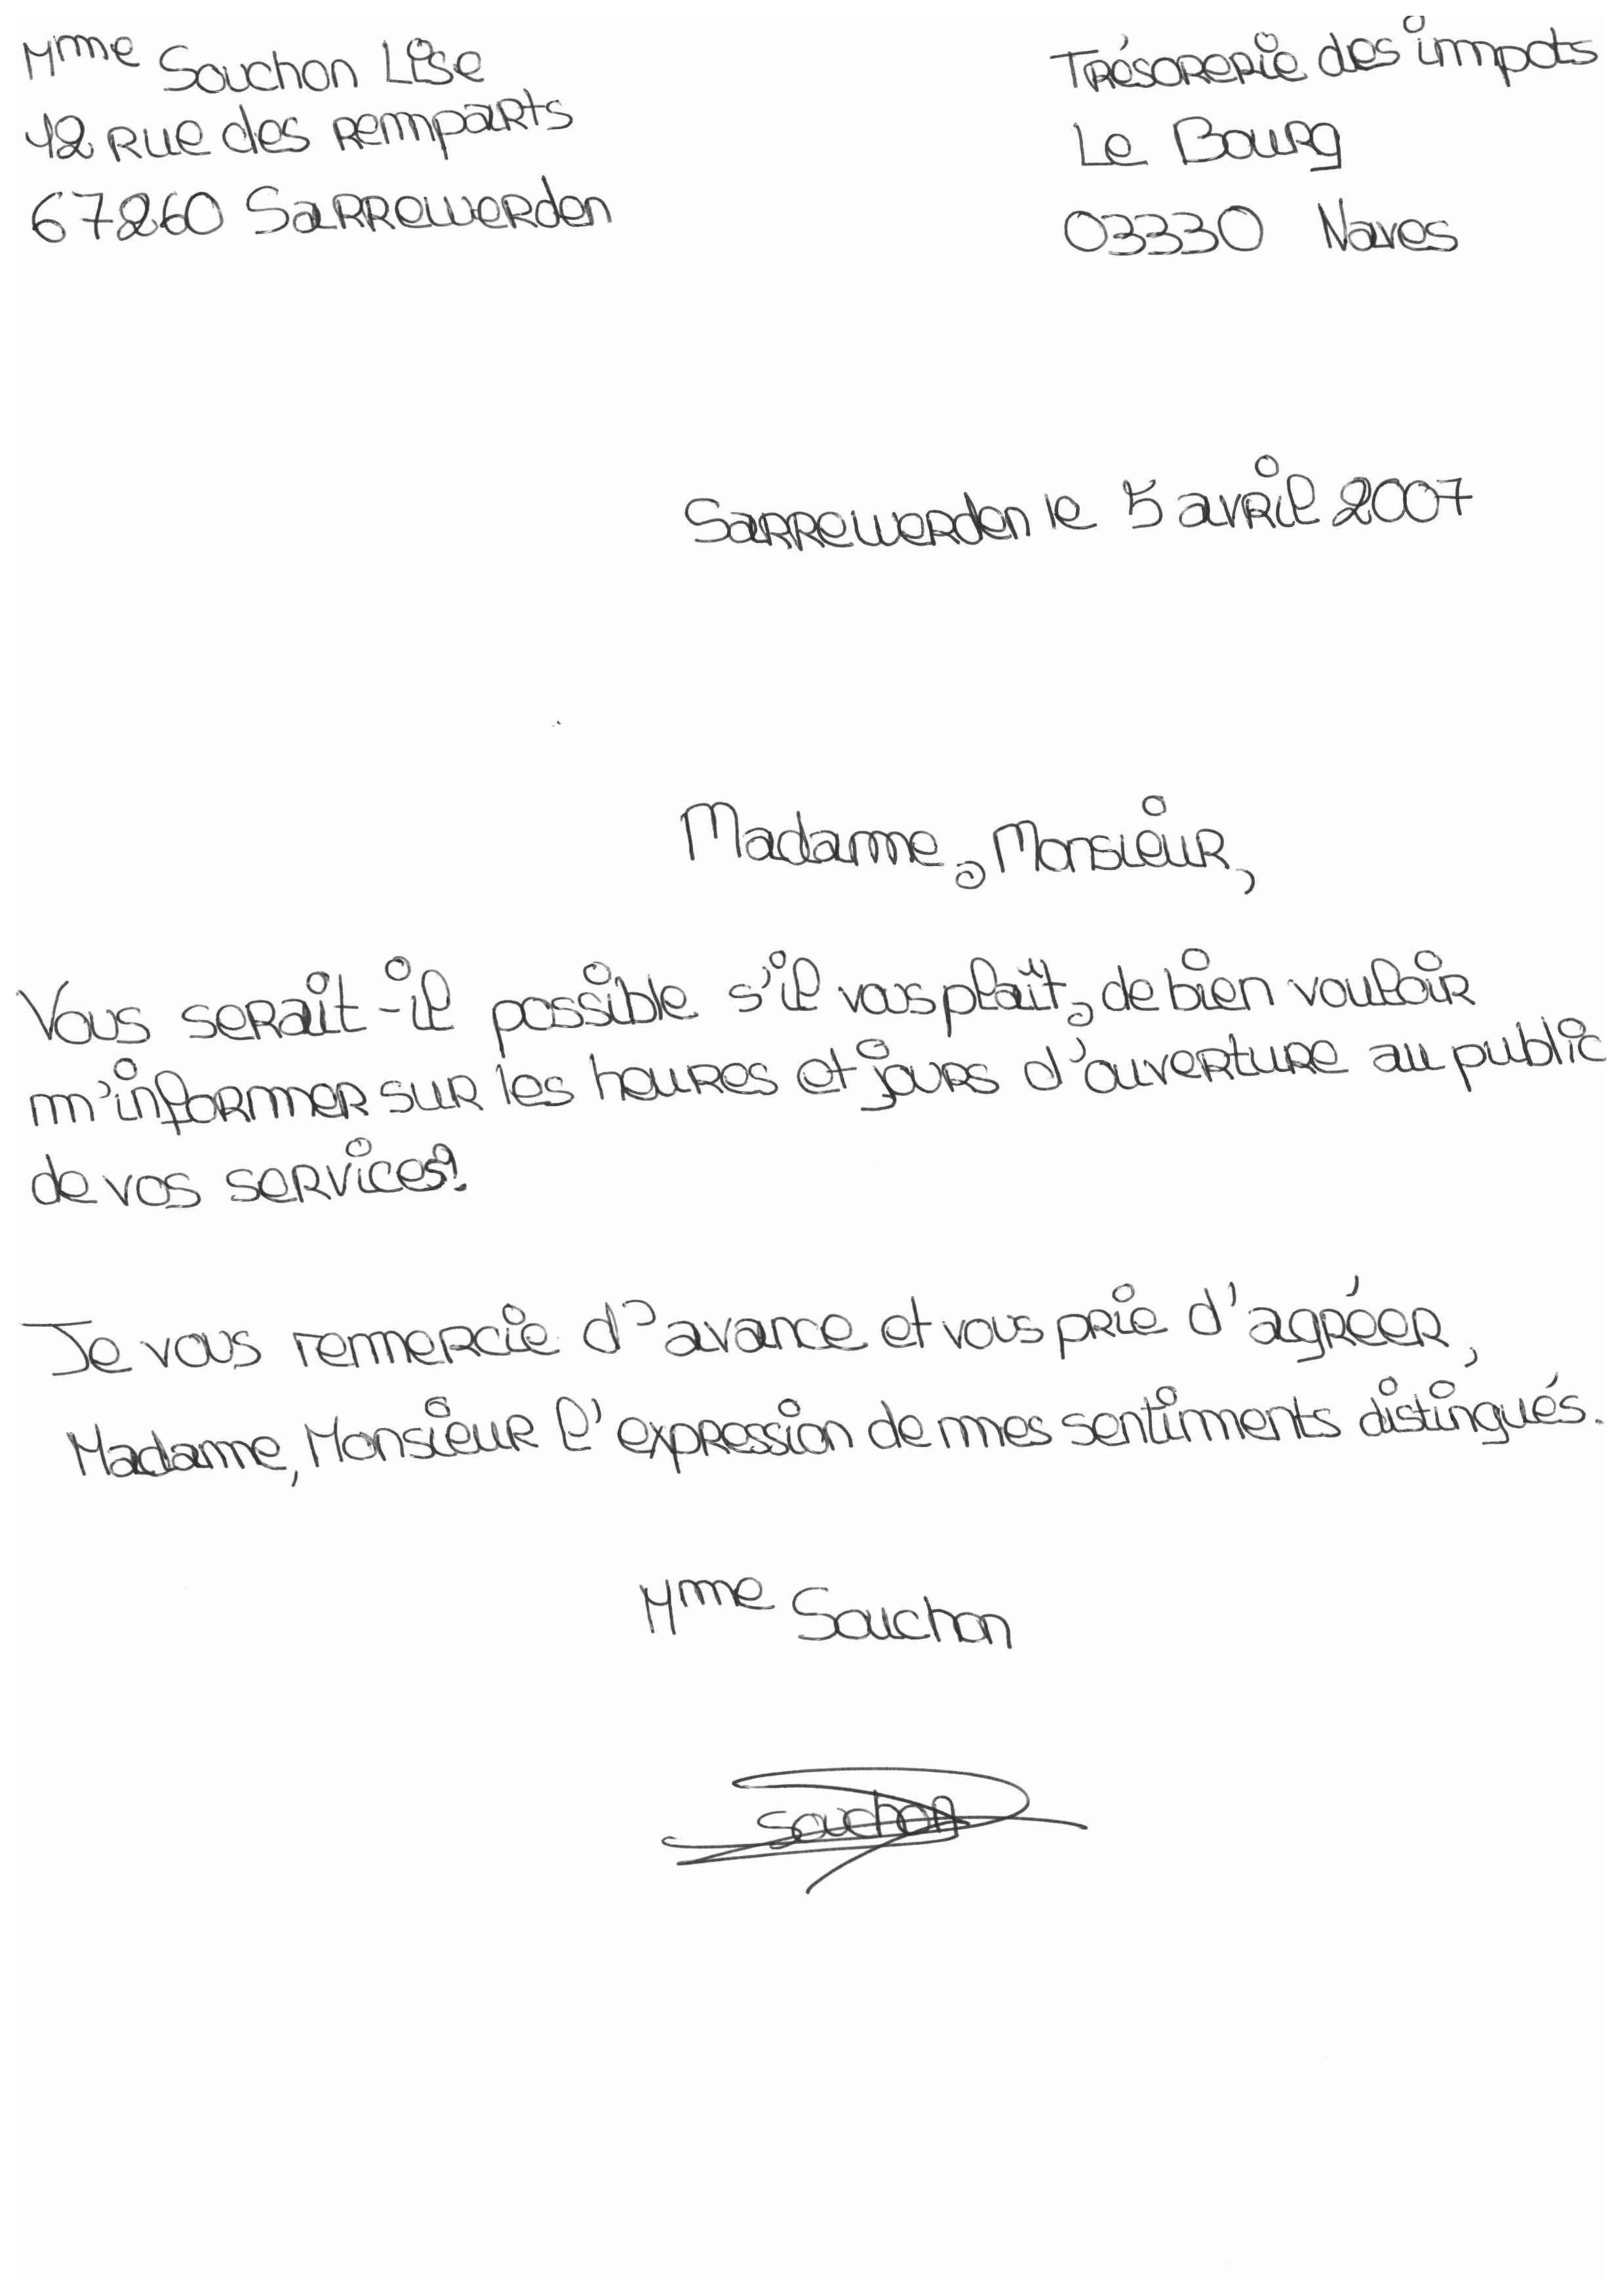 Mme Souchon Lise
12 rue des remparts
67260 Sarrewerden
Trésorerie des impots
Le Bourg
03330 Naves
Sarrewerden le 5 avril 2007
Madame, Monsieur,
Vous serait-il possible s'il vous plaît, de bien vouloir
m'informer sur les heures et jours d'ouverture au public
de vos services?
Je vous remercie d'avance et vous prie d'agréer,
Madame, Monsieur l'expression de mes sentiments distingués.
Mme Souchon
Souchon